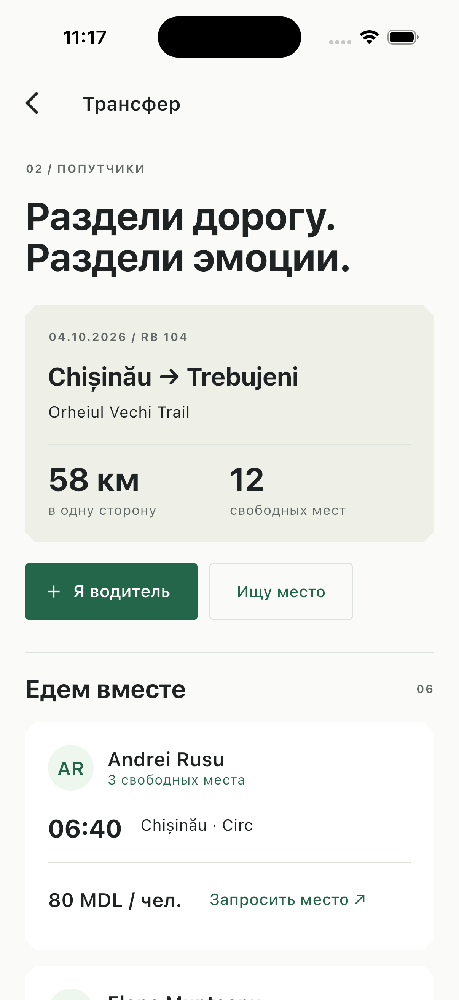 11:17
Трансфер
02 / ПОПУТЧИКИ
Раздели дорогу.
Раздели эмоции.
04.10.2026 / RB 104
Chișinău → Trebujeni
Orheiul Vechi Trail
58 км
в одну сторону
12
свободных мест
+ Я водитель
Ищу место
Едем вместе
06
AR
Andrei Rusu
3 свободных места
06:40
Chișinău · Circ
80 MDL / чел.
Запросить место ↗